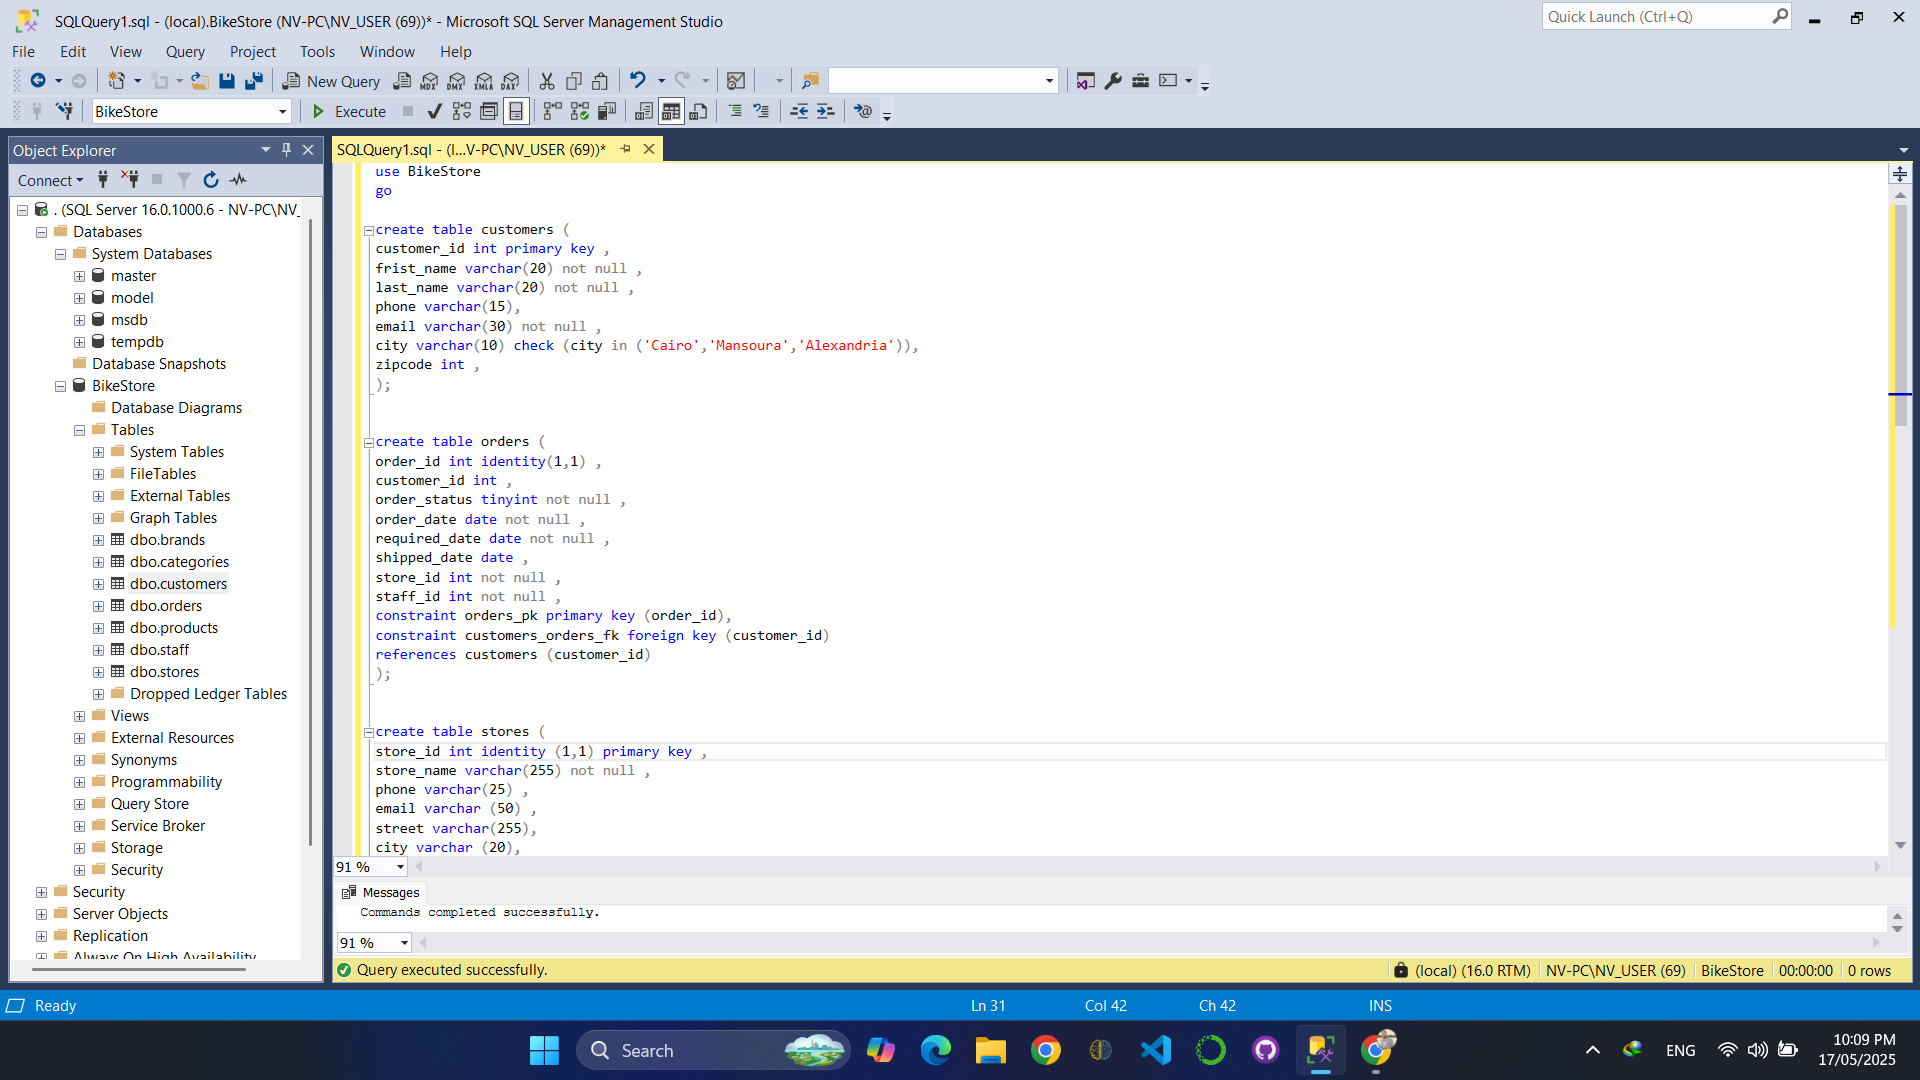 SQLQuery1.sql - (local).BikeStore (NV-PC\NV_USER (69))* - Microsoft SQL Server Management Studio
Quick Launch (Ctrl+Q)
File Edit View Query Project Tools Window Help
New Query
MDX DMX XMLA DAX
BikeStore
Execute
Object Explorer
Connect
. (SQL Server 16.0.1000.6 - NV-PC\NV_
Databases
System Databases
master
model
msdb
tempdb
Database Snapshots
BikeStore
Database Diagrams
Tables
System Tables
FileTables
External Tables
Graph Tables
dbo.brands
dbo.categories
dbo.customers
dbo.orders
dbo.products
dbo.staff
dbo.stores
Dropped Ledger Tables
Views
External Resources
Synonyms
Programmability
Query Store
Service Broker
Storage
Security
Security
Server Objects
Replication
Always On High Availability
SQLQuery1.sql - (l...V-PC\NV_USER (69))*
use BikeStore
go
create table customers (
customer_id int primary key ,
frist_name varchar(20) not null ,
last_name varchar(20) not null ,
phone varchar(15),
email varchar(30) not null ,
city varchar(10) check (city in ('Cairo','Mansoura','Alexandria')),
zipcode int ,
);
create table orders (
order_id int identity(1,1) ,
customer_id int ,
order_status tinyint not null ,
order_date date not null ,
required_date date not null ,
shipped_date date ,
store_id int not null ,
staff_id int not null ,
constraint orders_pk primary key (order_id),
constraint customers_orders_fk foreign key (customer_id)
references customers (customer_id)
);
create table stores (
store_id int identity (1,1) primary key ,
store_name varchar(255) not null ,
phone varchar(25) ,
email varchar (50) ,
street varchar(255),
city varchar (20),
91 %
Messages
Commands completed successfully.
91 %
Query executed successfully.
(local) (16.0 RTM) NV-PC\NV_USER (69) BikeStore 00:00:00 0 rows
Ready
Ln 31 Col 42 Ch 42 INS
Search
ENG
10:09 PM
17/05/2025